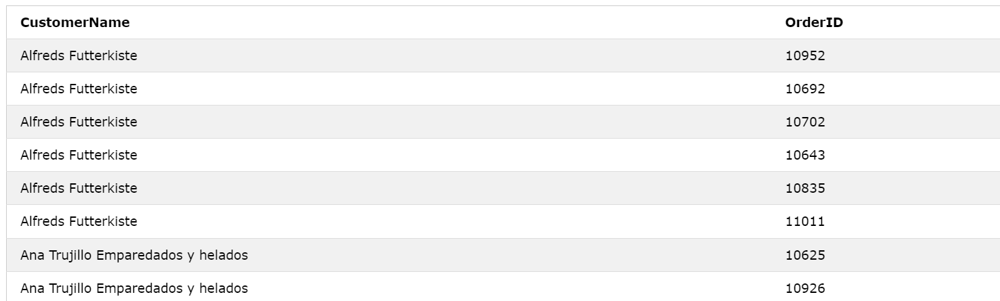 CustomerName OrderID
Alfreds Futterkiste 10952
Alfreds Futterkiste 10692
Alfreds Futterkiste 10702
Alfreds Futterkiste 10643
Alfreds Futterkiste 10835
Alfreds Futterkiste 11011
Ana Trujillo Emparedados y helados 10625
Ana Trujillo Emparedados y helados 10926